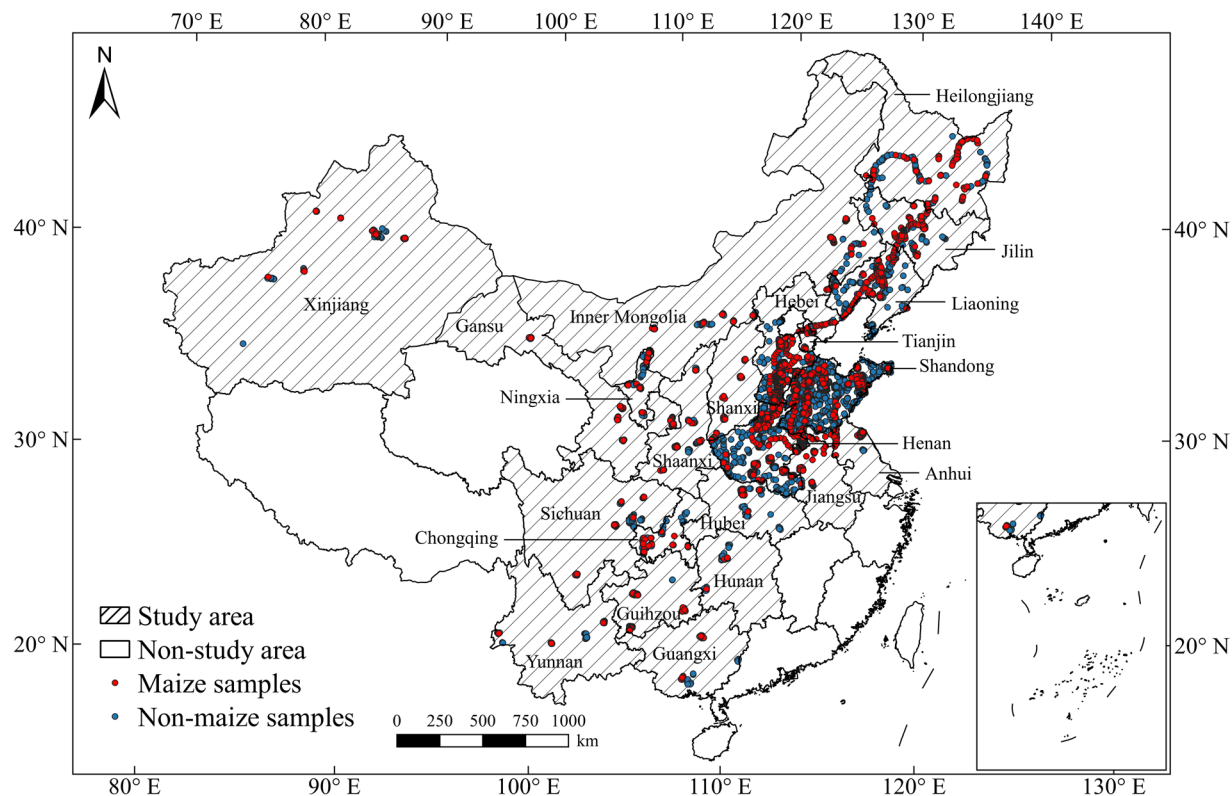 70° E 80° E 90° E 100° E 110° E 120° E 130° E 140° E
N
Heilongjiang
40° N 40° N
Jilin
Hebei
Liaoning
Xinjiang
Inner Mongolia
Gansu
Tianjin
Shandong
Ningxia
Shanxi
30° N 30° N
Henan
Shaanxi
Anhui
Jiangsu
Sichuan
Hubei
Chongqing
Hunan
Study area
Guihzou
20° N 20° N
Non-study area
Guangxi
Yunnan
Maize samples
Non-maize samples
0 250 500 750 1000
km
80° E 90° E 100° E 110° E 120° E 130° E